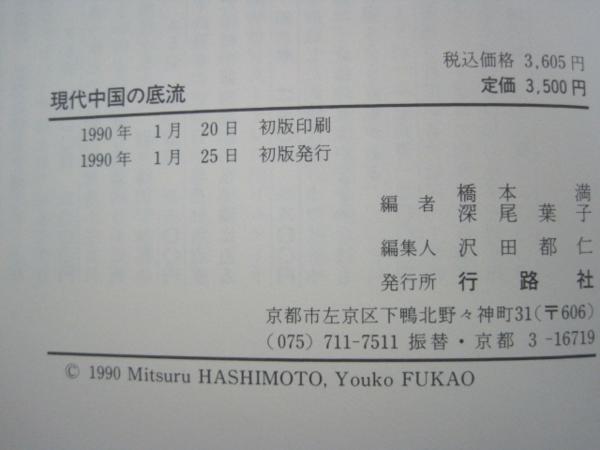 税込価格 3,605円
現代中国の底流
定価 3,500円
1990年 1月 20日 初版印刷
1990年 1月 25日 初版発行
編者 橋本満
深尾葉子
編集人 沢田都仁
発行所 行路社
京都市左京区下鴨北野々神町31(〒606)
(075) 711-7511 振替・京都 3-16719
© 1990 Mitsuru HASHIMOTO, Youko FUKAO